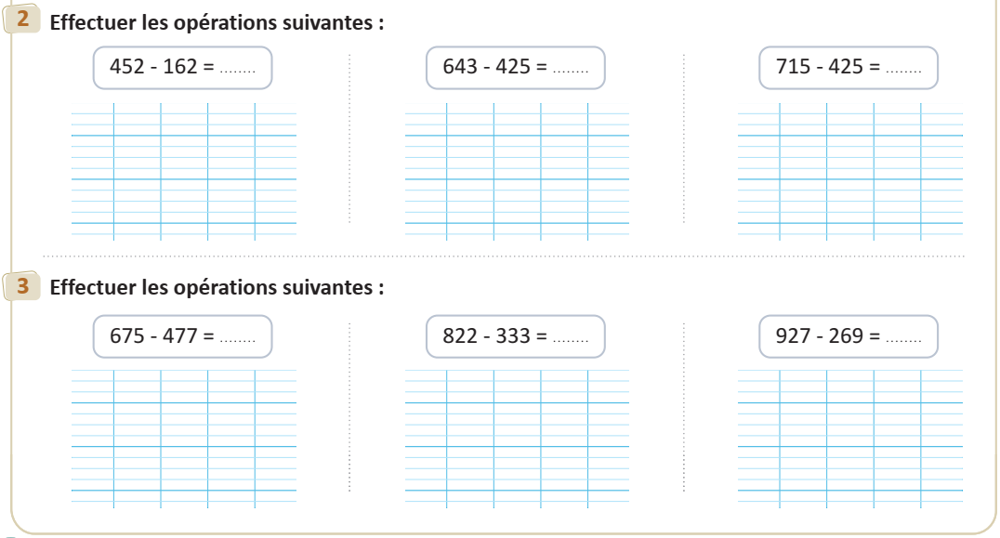 2 Effectuer les opérations suivantes :
452 - 162 = ........
643 - 425 = ........
715 - 425 = ........
3 Effectuer les opérations suivantes :
675 - 477 = ........
822 - 333 = ........
927 - 269 = ........